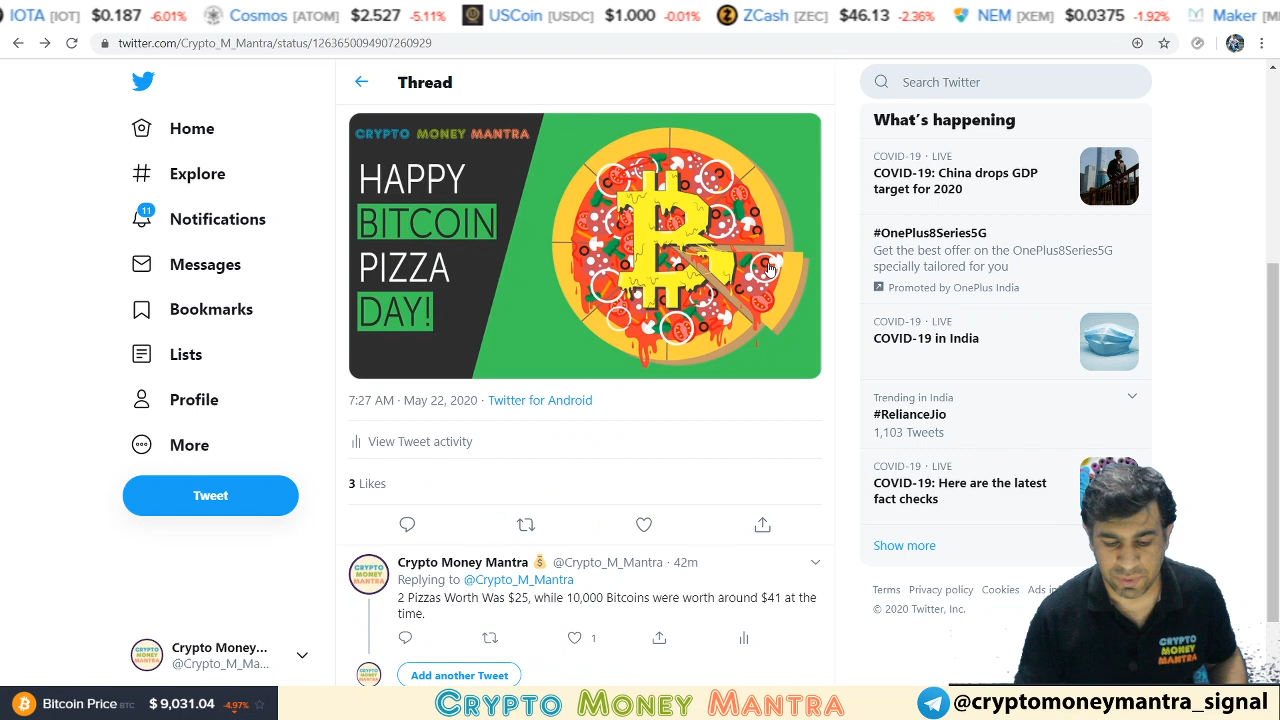 IOTA [IOT] $0.187 -6.01% Cosmos [ATOM] $2.527 -5.11% USCoin [USDC] $1.000 -0.01% ZCash [ZEC] $46.13 -2.36% NEM [XEM] $0.0375 -1.92% Maker
twitter.com/Crypto_M_Mantra/status/1263650094907260929
Home
Explore
11
Notifications
Messages
Bookmarks
Lists
Profile
More
Tweet
Crypto Money...
@Crypto_M_Ma...
Thread
CRYPTO MONEY MANTRA
HAPPY
BITCOIN
PIZZA
DAY!
7:27 AM · May 22, 2020 · Twitter for Android
View Tweet activity
3 Likes
CRYPTO
MONEY
MANTRA
Crypto Money Mantra @Crypto_M_Mantra · 42m
Replying to @Crypto_M_Mantra
2 Pizzas Worth Was $25, while 10,000 Bitcoins were worth around $41 at the
time.
1
Add another Tweet
Search Twitter
What's happening
COVID-19 · LIVE
COVID-19: China drops GDP
target for 2020
#OnePlus8Series5G
Get the best offer on the OnePlus8Series5G
specially tailored for you
Promoted by OnePlus India
COVID-19 · LIVE
COVID-19 in India
Trending in India
#RelianceJio
1,103 Tweets
COVID-19 · LIVE
COVID-19: Here are the latest
fact checks
Show more
Terms Privacy policy Cookies
© 2020 Twitter, Inc.
CRYPTO
MONEY
MANTRA
Bitcoin Price BTC $ 9,031.04 -4.97%
CRYPTO MONEY MANTRA
@cryptomoneymantra_signal